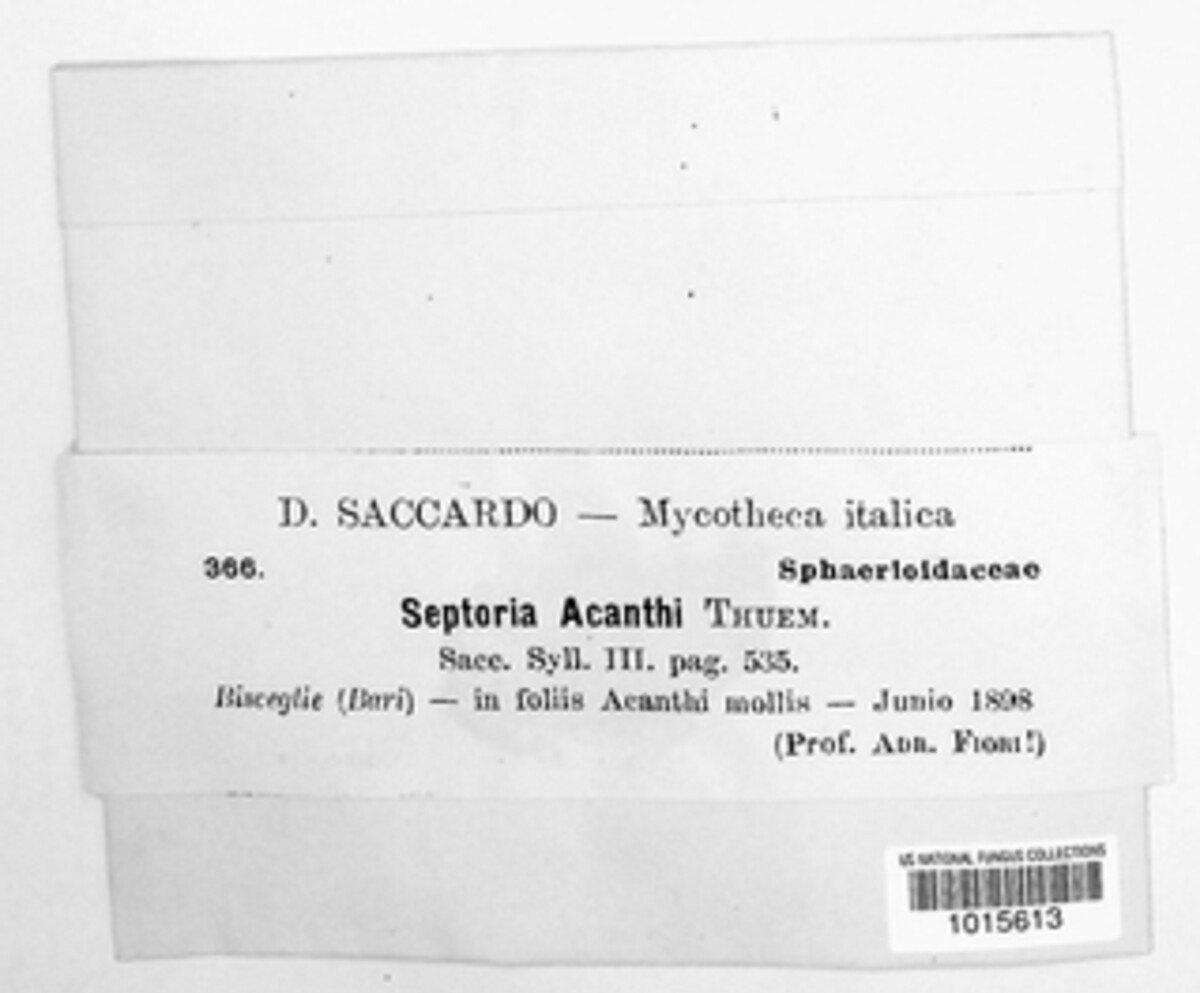 D. SACCARDO — Mycotheca italica
366. Sphaerioidaceae
Septoria Acanthi THUEM.
Sacc. Syll. III. pag. 535.
Bisceglie (Bari) — in foliis Acanthi mollis — Junio 1898
(Prof. ADR. FIORI!)
US NATIONAL FUNGUS COLLECTIONS
1015613